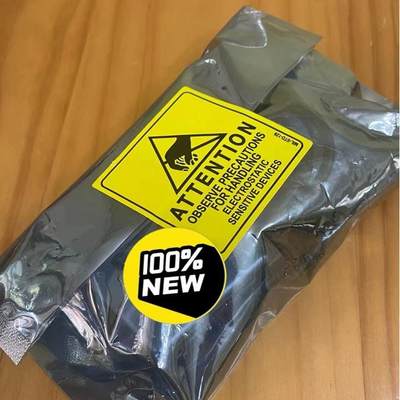 ATTENTION
OBSERVE PRECAUTIONS
FOR HANDLING
ELECTROSTATIC
SENSITIVE DEVICES
100%
NEW